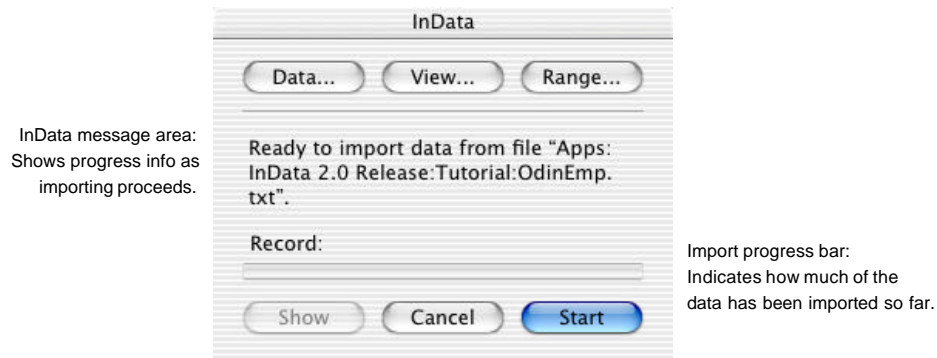 InData
Data...
View...
Range...
InData message area:
Shows progress info as
importing proceeds.
Ready to import data from file “Apps:
InData 2.0 Release:Tutorial:OdinEmp.
txt”.
Record:
Import progress bar:
Indicates how much of the
data has been imported so far.
Show
Cancel
Start